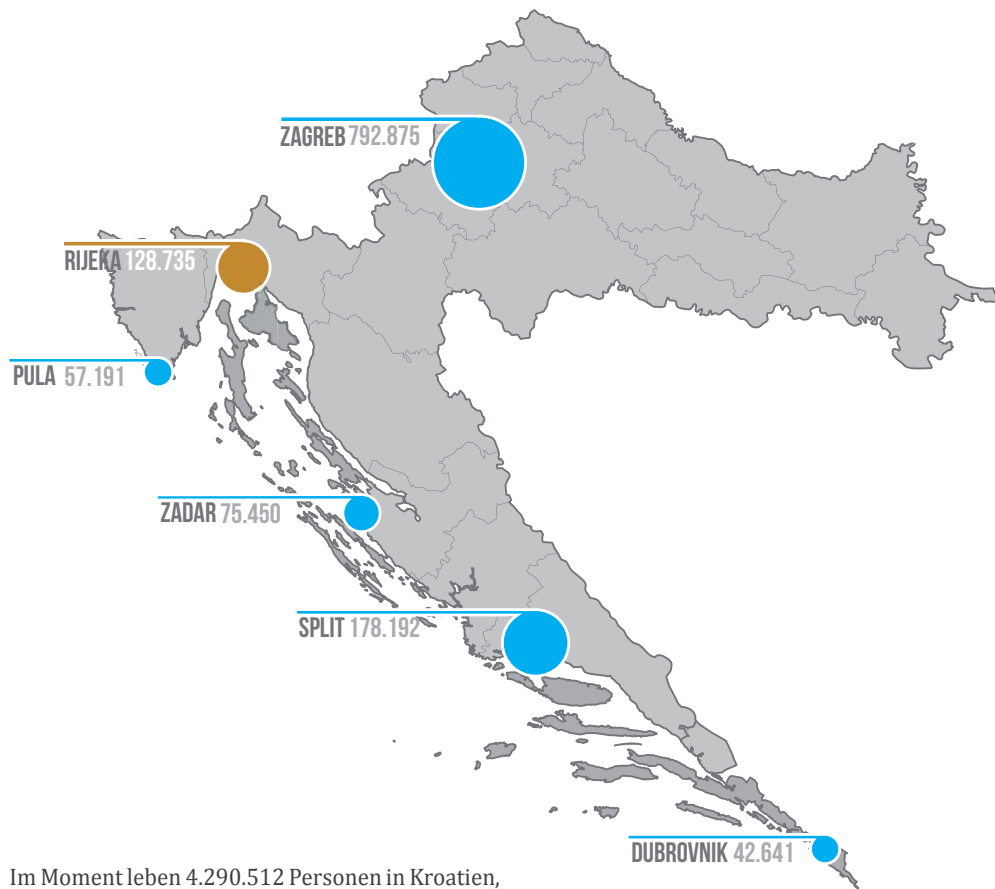 ZAGREB 792.875
RIJEKA 128.735
PULA 57.191
ZADAR 75.450
SPLIT 178.192
DUBROVNIK 42.641
Im Moment leben 4.290.512 Personen in Kroatien,